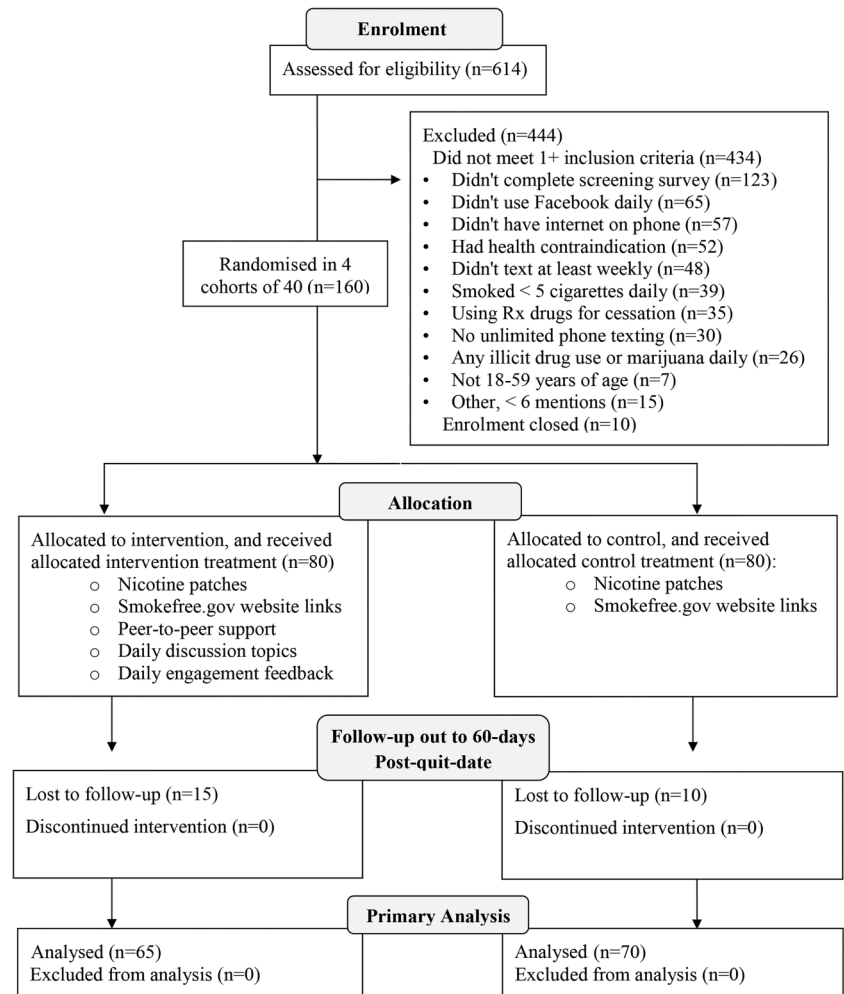 Enrolment
Assessed for eligibility (n=614)
Excluded (n=444)
Did not meet 1+ inclusion criteria (n=434)
• Didn't complete screening survey (n=123)
• Didn't use Facebook daily (n=65)
• Didn't have internet on phone (n=57)
• Had health contraindication (n=52)
• Didn't text at least weekly (n=48)
• Smoked < 5 cigarettes daily (n=39)
• Using Rx drugs for cessation (n=35)
• No unlimited phone texting (n=30)
• Any illicit drug use or marijuana daily (n=26)
• Not 18-59 years of age (n=7)
• Other, < 6 mentions (n=15)
Enrolment closed (n=10)
Randomised in 4
cohorts of 40 (n=160)
Allocation
Allocated to intervention, and received
allocated intervention treatment (n=80)
o Nicotine patches
o Smokefree.gov website links
o Peer-to-peer support
o Daily discussion topics
o Daily engagement feedback
Allocated to control, and received
allocated control treatment (n=80):
o Nicotine patches
o Smokefree.gov website links
Follow-up out to 60-days
Post-quit-date
Lost to follow-up (n=15)
Discontinued intervention (n=0)
Lost to follow-up (n=10)
Discontinued intervention (n=0)
Primary Analysis
Analysed (n=65)
Excluded from analysis (n=0)
Analysed (n=70)
Excluded from analysis (n=0)